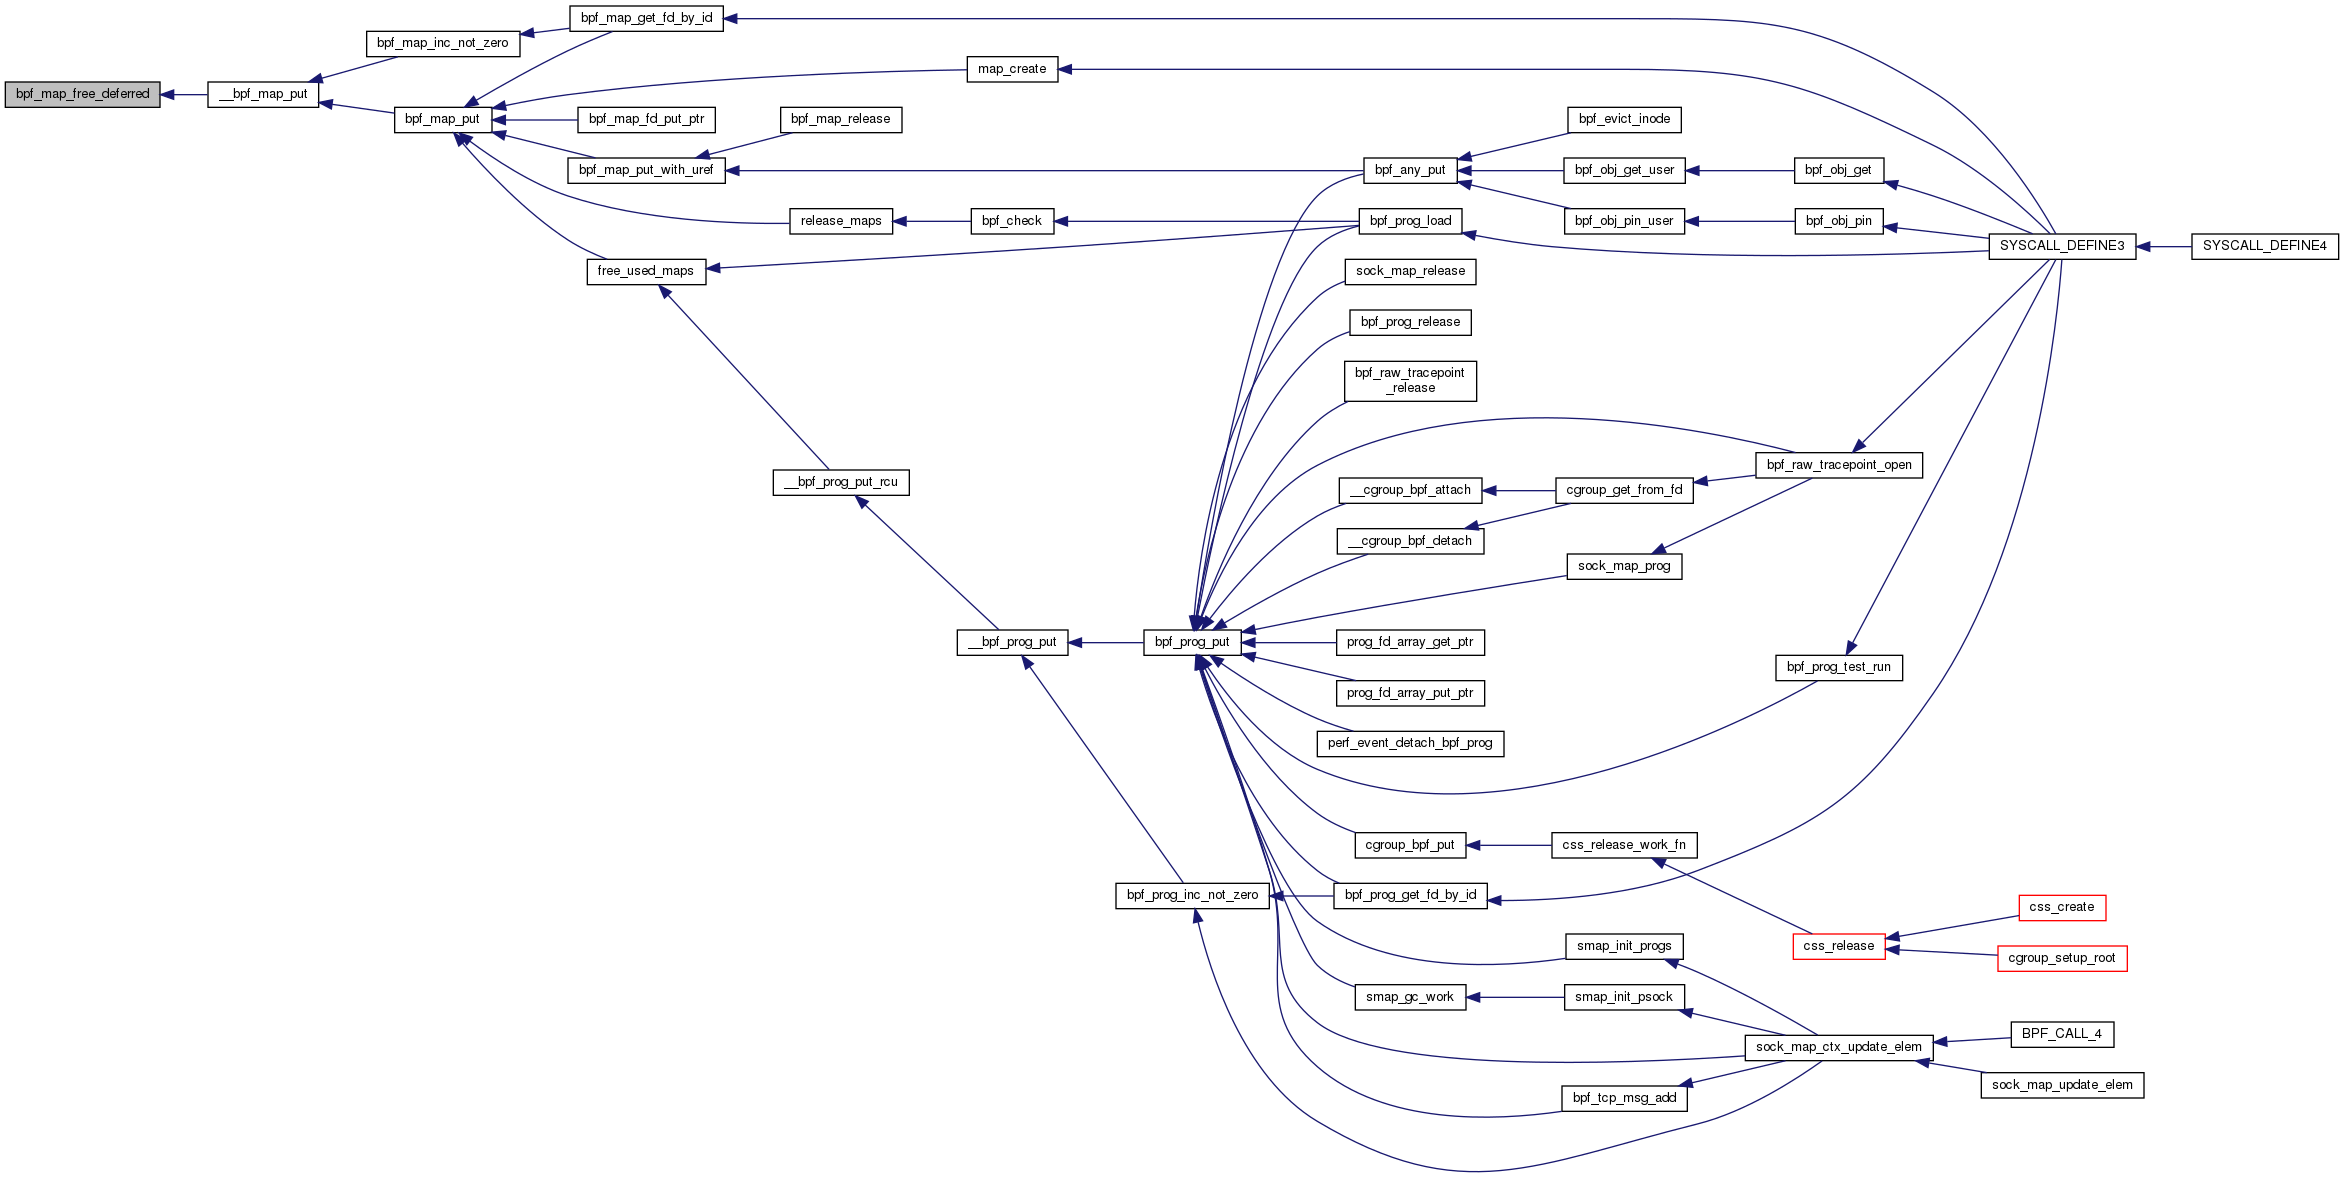 bpf_map_free_deferred
__bpf_map_put
bpf_map_inc_not_zero
bpf_map_get_fd_by_id
bpf_map_put
map_create
bpf_map_fd_put_ptr
bpf_map_put_with_uref
bpf_map_release
release_maps
bpf_check
free_used_maps
__bpf_prog_put_rcu
__bpf_prog_put
bpf_prog_put
bpf_prog_inc_not_zero
bpf_any_put
bpf_prog_load
sock_map_release
bpf_prog_release
bpf_raw_tracepoint
_release
__cgroup_bpf_attach
__cgroup_bpf_detach
prog_fd_array_get_ptr
prog_fd_array_put_ptr
perf_event_detach_bpf_prog
cgroup_bpf_put
bpf_prog_get_fd_by_id
smap_gc_work
bpf_evict_inode
bpf_obj_get_user
bpf_obj_pin_user
cgroup_get_from_fd
sock_map_prog
css_release_work_fn
smap_init_progs
smap_init_psock
bpf_tcp_msg_add
bpf_obj_get
bpf_obj_pin
bpf_raw_tracepoint_open
bpf_prog_test_run
css_release
sock_map_ctx_update_elem
SYSCALL_DEFINE3
SYSCALL_DEFINE4
css_create
cgroup_setup_root
BPF_CALL_4
sock_map_update_elem